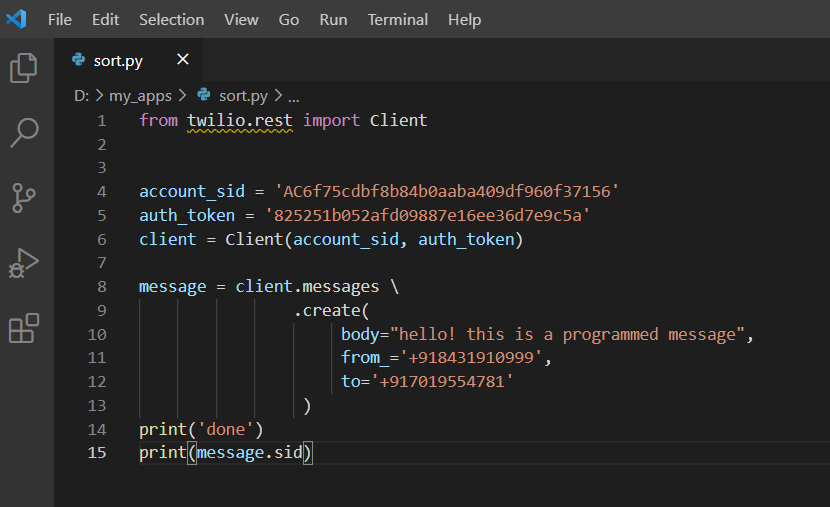 File Edit Selection View Go Run Terminal Help
sort.py ×
D: > my_apps > sort.py > ...
1 from twilio.rest import Client
2
3
4 account_sid = 'AC6f75cdbf8b84b0aaba409df960f37156'
5 auth_token = '825251b052afd09887e16ee36d7e9c5a'
6 client = Client(account_sid, auth_token)
7
8 message = client.messages \
9 .create(
10 body="hello! this is a programmed message",
11 from_='+918431910999',
12 to='+917019554781'
13 )
14 print('done')
15 print(message.sid)